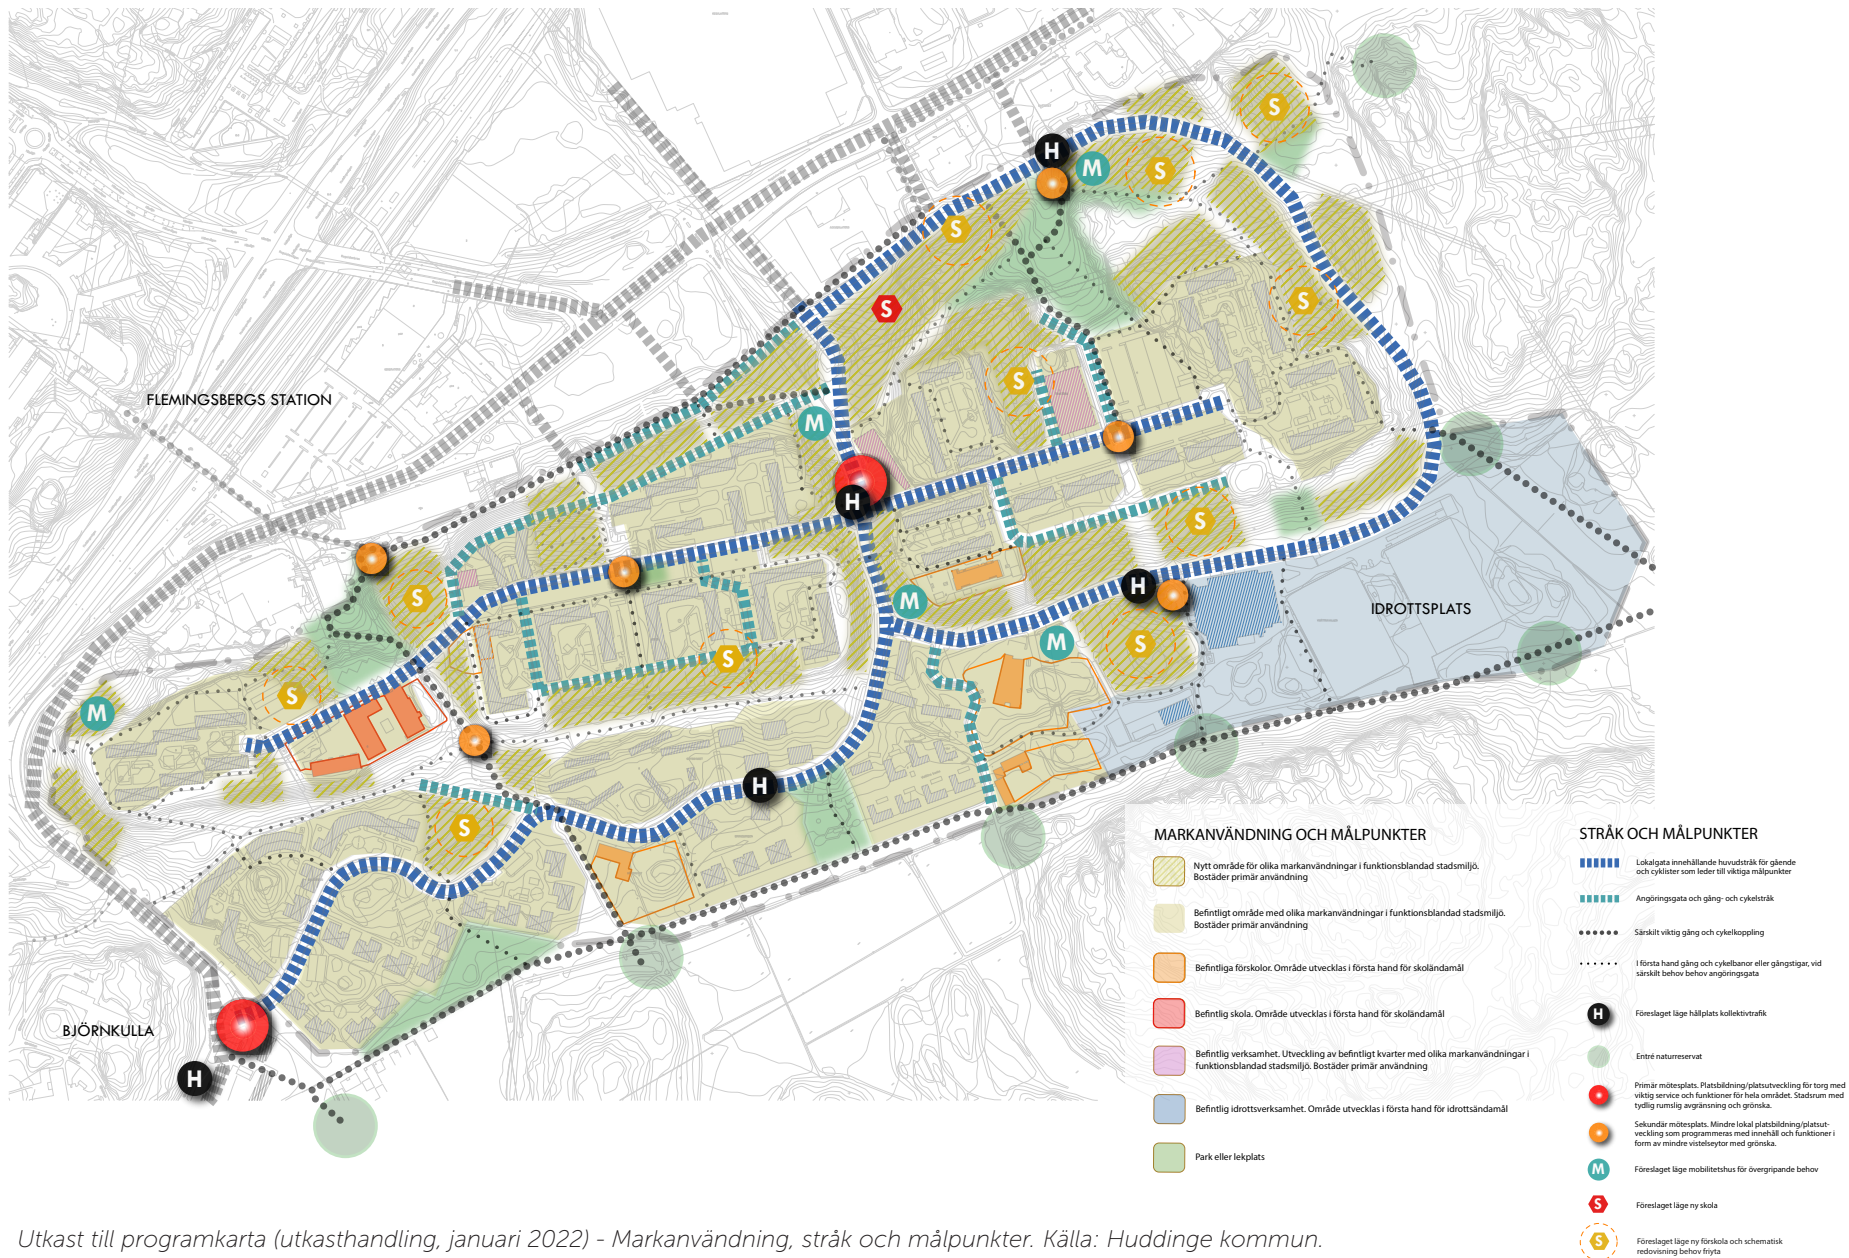 FLEMINGSBERGS STATION
IDROTTSPLATS
BJÖRNKULLA
H
M
S
S
S
S
S
S
M
H
S
S
H
M
M
S
S
S
S
M
S
H
H
MARKANVÄNDNING OCH MÅLPUNKTER
Nytt område för olika markanvändningar i funktionsblandad stadsmiljö.
Bostäder primär användning
Befintligt område med olika markanvändningar i funktionsblandad stadsmiljö.
Bostäder primär användning
Befintliga förskolor. Område utvecklas i första hand för skoländamål
Befintlig skola. Område utvecklas i första hand för skoländamål
Befintlig verksamhet. Utveckling av befintligt kvarter med olika markanvändningar i
funktionsblandad stadsmiljö. Bostäder primär användning
Befintlig idrottsverksamhet. Område utvecklas i första hand för idrottsändamål
Park eller lekplats
STRÅK OCH MÅLPUNKTER
Lokalgata innehållande huvudstråk för gående
och cyklister som leder till viktiga målpunkter
Angöringsgata och gång- och cykelstråk
Särskilt viktig gång och cykelkoppling
I första hand gång och cykelbanor eller gångstigar, vid
särskilt behov behov angöringsgata
H
Föreslaget läge hållplats kollektivtrafik
Entré naturreservat
Primär mötesplats. Platsbildning/platsutveckling för torg med
viktig service och funktioner för hela området. Stadsrum med
tydlig rumslig avgränsning och grönska.
Sekundär mötesplats. Mindre lokal platsbildning/platsut-
veckling som programmeras med innehåll och funktioner i
form av mindre vistelseytor med grönska.
M
Föreslaget läge mobilitetshus för övergripande behov
S
Föreslaget läge ny skola
S
Föreslaget läge ny förskola och schematisk
redovisning behov friyta
Utkast till programkarta (utkasthandling, januari 2022) - Markanvändning, stråk och målpunkter. Källa: Huddinge kommun.